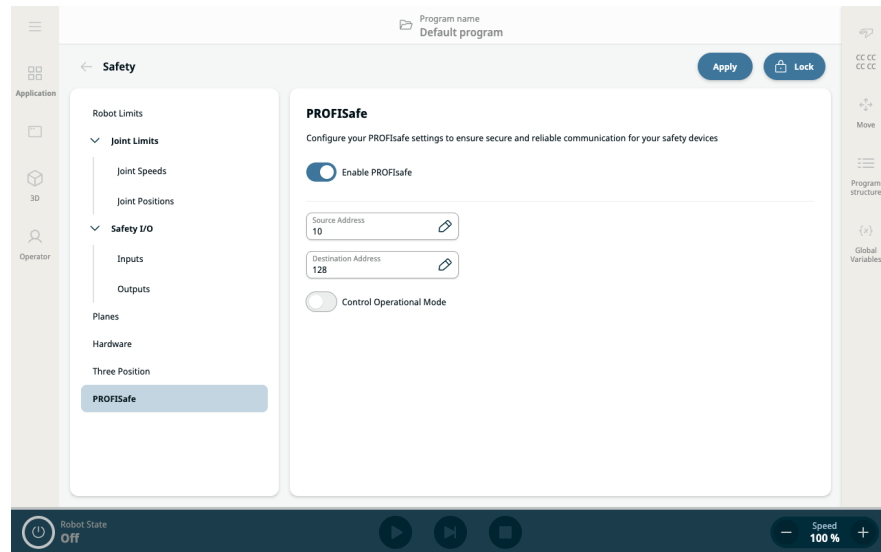 Program name
Default program
Safety
Apply
Lock
Application
3D
Operator
Robot Limits
Joint Limits
Joint Speeds
Joint Positions
Safety I/O
Inputs
Outputs
Planes
Hardware
Three Position
PROFISafe
PROFISafe
Configure your PROFIsafe settings to ensure secure and reliable communication for your safety devices
Enable PROFIsafe
Source Address
10
Destination Address
128
Control Operational Mode
CC CC
CC CC
Move
Program
structure
{x}
Global
Variables
Robot State
Off
Speed
100 %